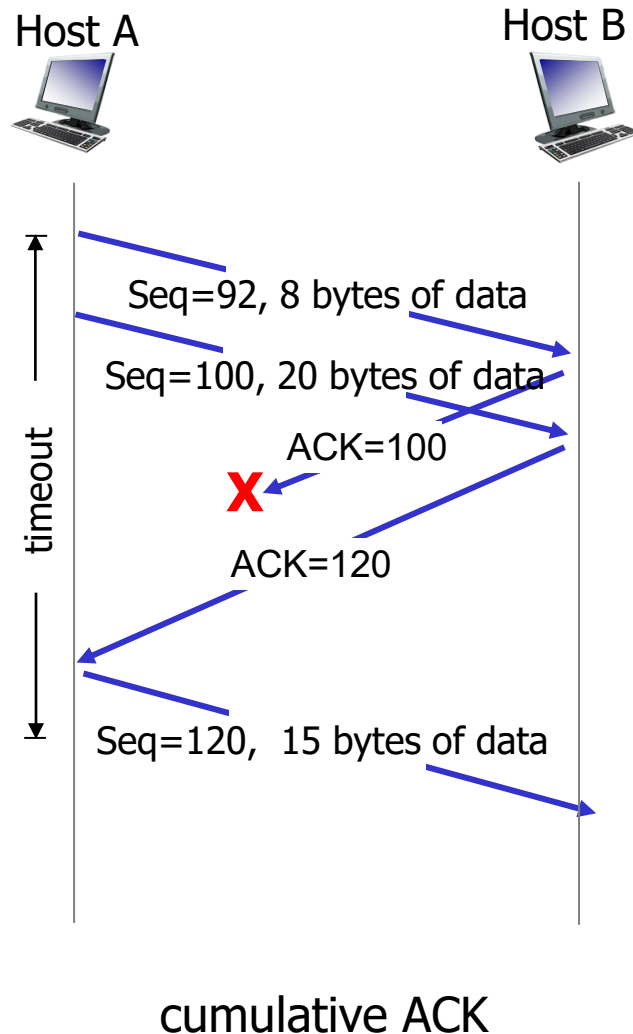 Host A
Host B
Seq=92, 8 bytes of data
Seq=100, 20 bytes of data
ACK=100
X
timeout
ACK=120
Seq=120, 15 bytes of data
cumulative ACK